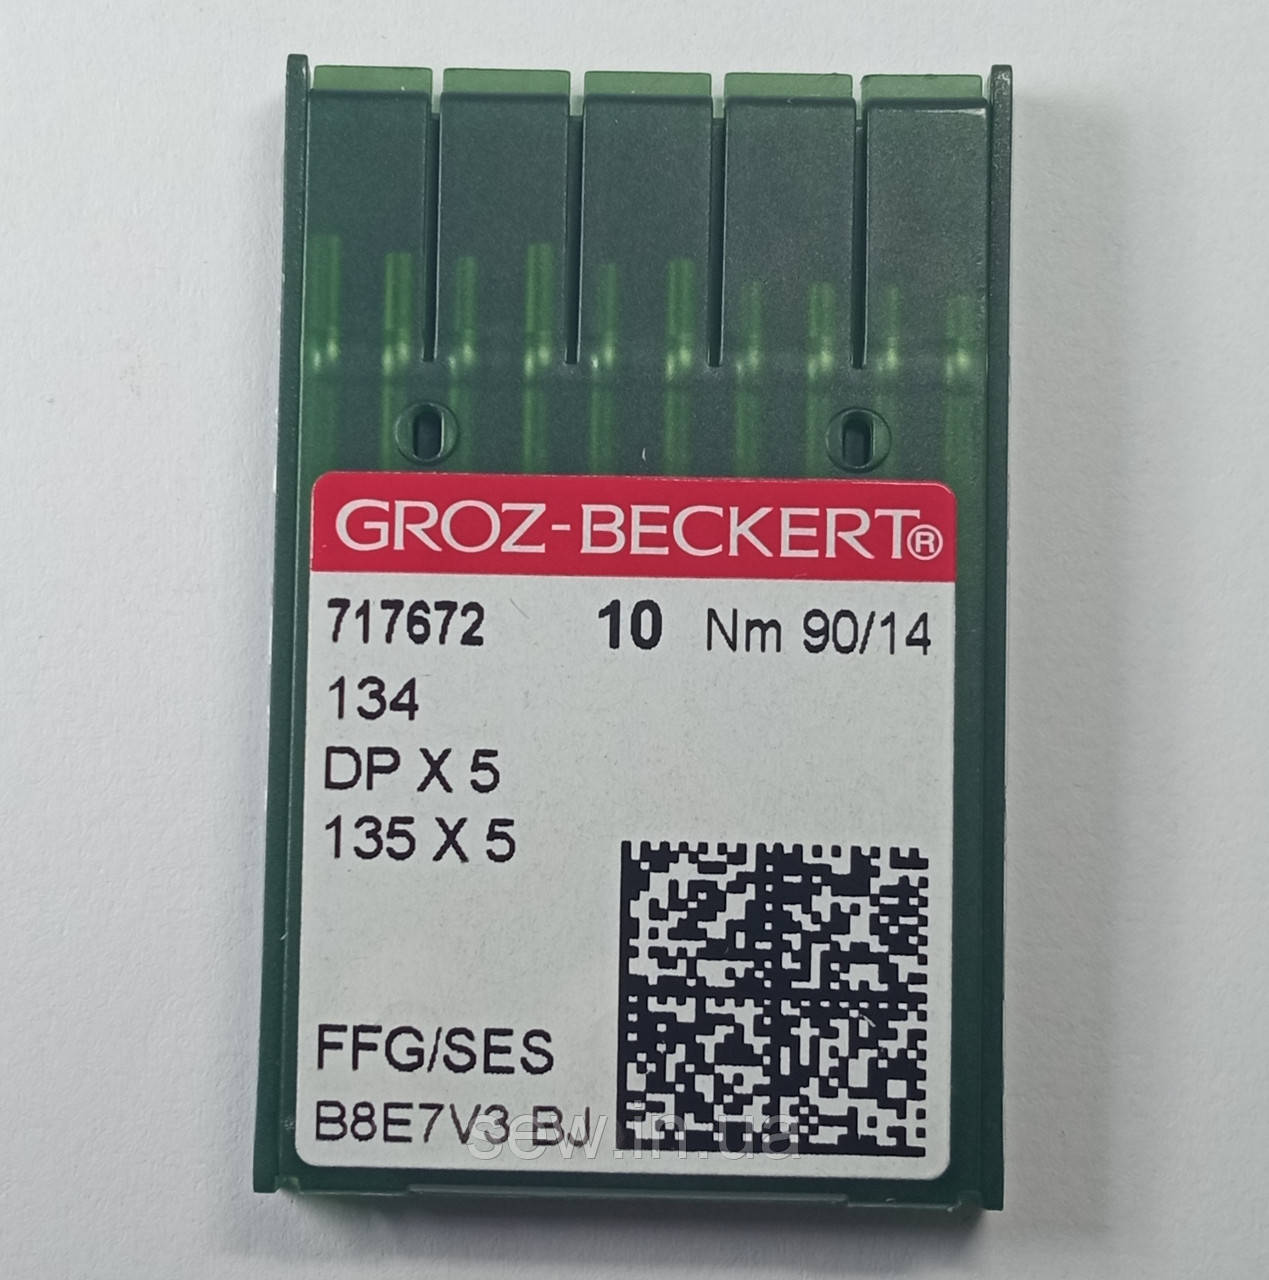 GROZ-BECKERT®
717672 10 Nm 90/14
134
DP X 5
135 X 5
FFG/SES
B8E7V3 BJ
sew.in.ua